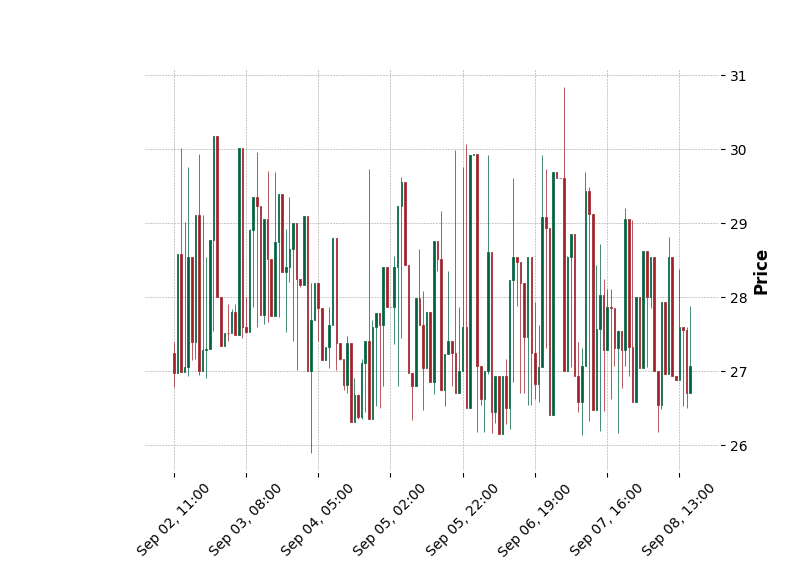 31
30
29
28
27
26
Price
Sep 02, 11:00
Sep 03, 08:00
Sep 04, 05:00
Sep 05, 02:00
Sep 05, 22:00
Sep 06, 19:00
Sep 07, 16:00
Sep 08, 13:00